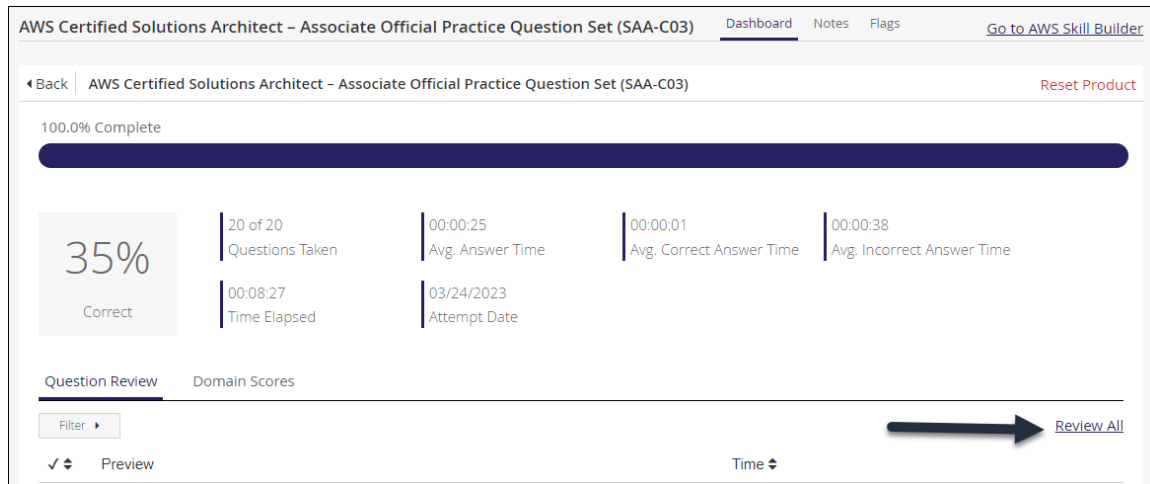 AWS Certified Solutions Architect – Associate Official Practice Question Set (SAA-C03) Dashboard Notes Flags Go to AWS Skill Builder
Back AWS Certified Solutions Architect – Associate Official Practice Question Set (SAA-C03) Reset Product
100.0% Complete
35%
Correct
20 of 20
Questions Taken
00:00:25
Avg. Answer Time
00:00:01
Avg. Correct Answer Time
00:00:38
Avg. Incorrect Answer Time
00:08:27
Time Elapsed
03/24/2023
Attempt Date
Question Review Domain Scores
Filter Review All
Preview Time